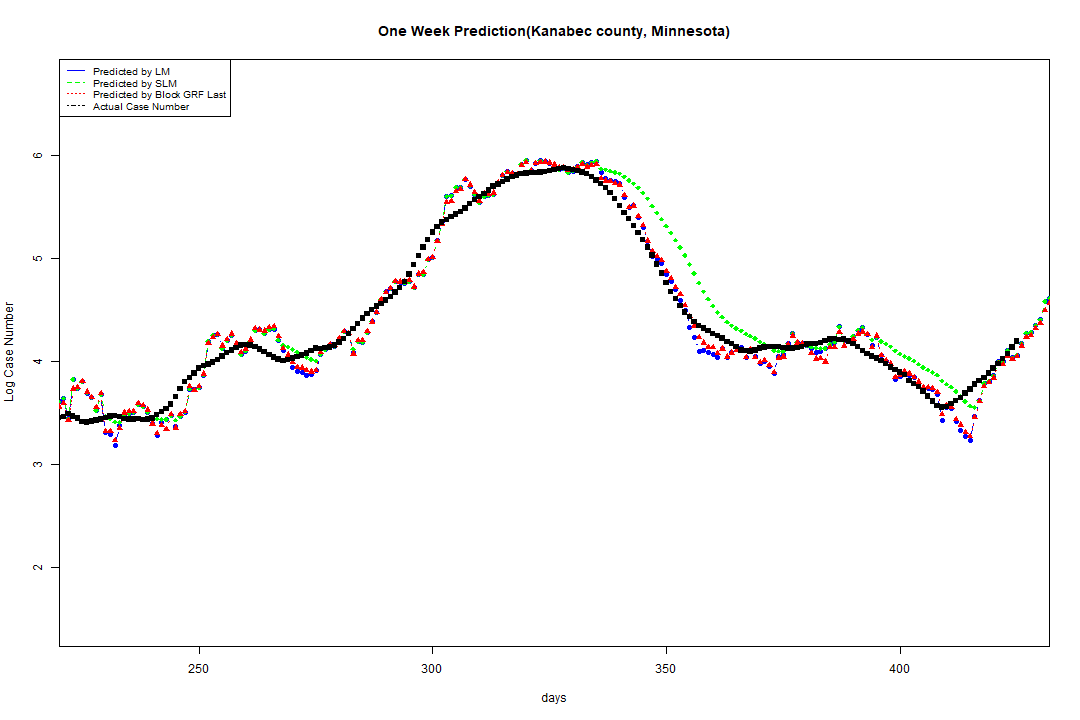 One Week Prediction(Kanabec county, Minnesota)
Predicted by LM
Predicted by SLM
Predicted by Block GRF Last
Actual Case Number
6
5
4
3
2
Log Case Number
250 300 350 400
days